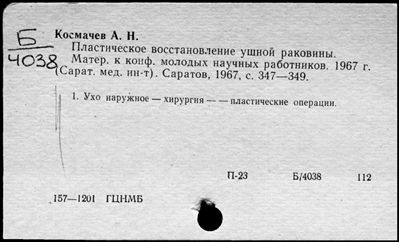 Б
4038
Космачев А. Н.
Пластическое восстановление ушной раковины.
Матер. к конф. молодых научных работников. 1967 г.
(Сарат. мед. ин-т). Саратов, 1967, с. 347—349.
1. Ухо наружное — хирургия — — пластические операции.
П-23 Б/4038 112
157—1201 ГЦНМБ